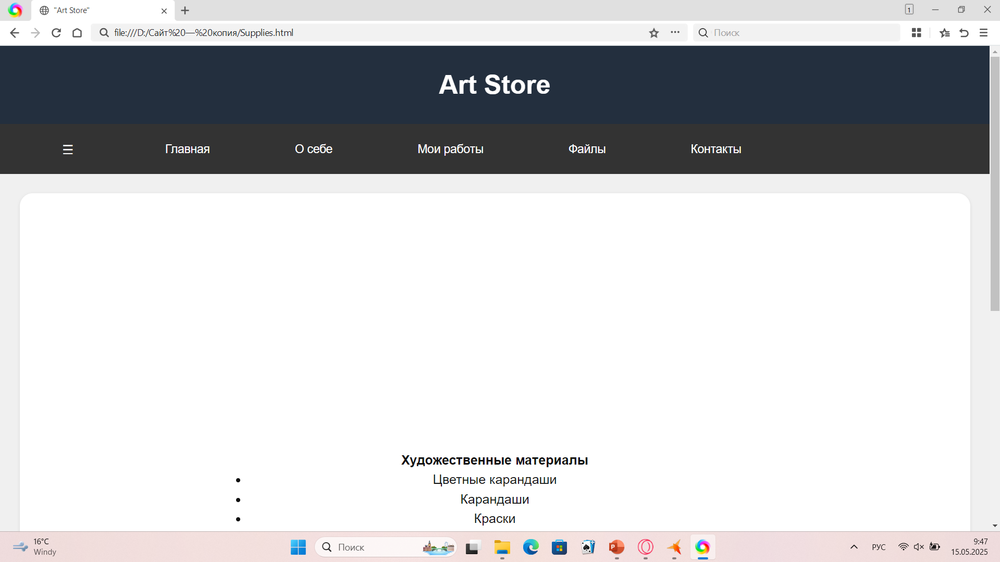 "Art Store"
1
file:///D:/Сайт%20—%20копия/Supplies.html
Поиск
Art Store
Главная
О себе
Мои работы
Файлы
Контакты
Художественные материалы
• Цветные карандаши
• Карандаши
• Краски
16°C
Windy
Поиск
P
РУС
9:47
15.05.2025